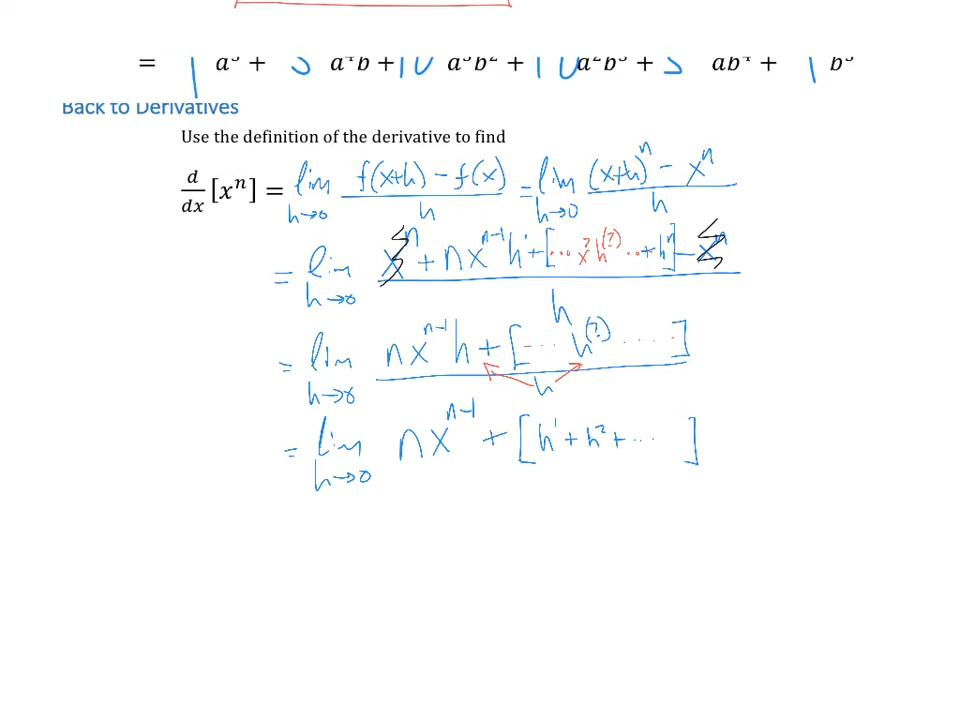 = 1 a⁵ + 5 a⁴b + 10 a³b² + 10 a²b³ + 5 ab⁴ + 1 b⁵
Back to Derivatives
Use the definition of the derivative to find
d/dx [xⁿ] = lim h→0 (f(x+h) − f(x))/h = lim h→0 ((x+h)ⁿ − xⁿ)/h
= lim h→0 (xⁿ + nxⁿ⁻¹h¹ + [... x^? h^(?) ... + hⁿ] − xⁿ)/h
= lim h→0 (nxⁿ⁻¹h + [... h^(?) ....])/h
= lim h→0 nxⁿ⁻¹ + [h¹ + h² + ...]